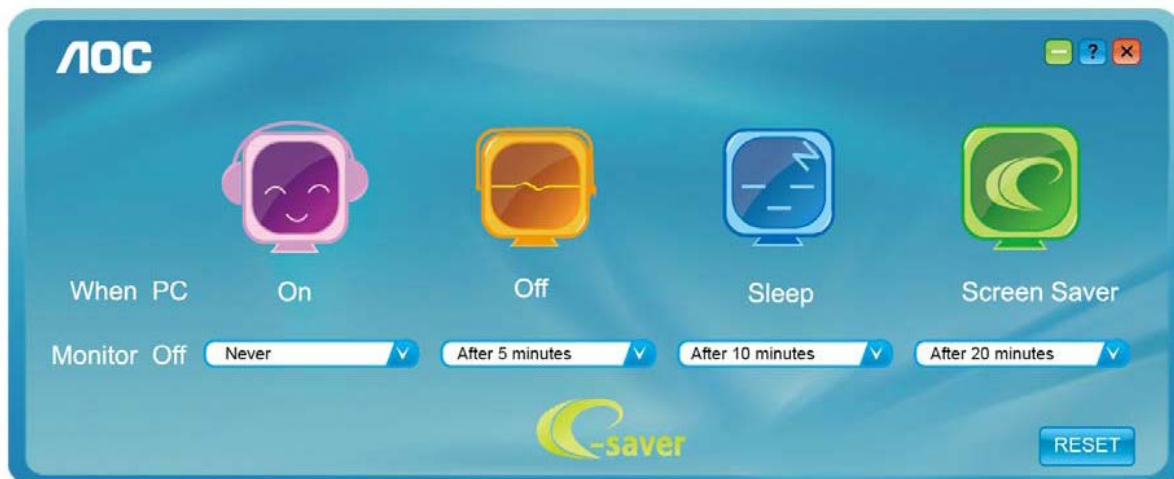 AOC
?
When PC On Off Sleep Screen Saver
Monitor Off Never After 5 minutes After 10 minutes After 20 minutes
e-saver
RESET